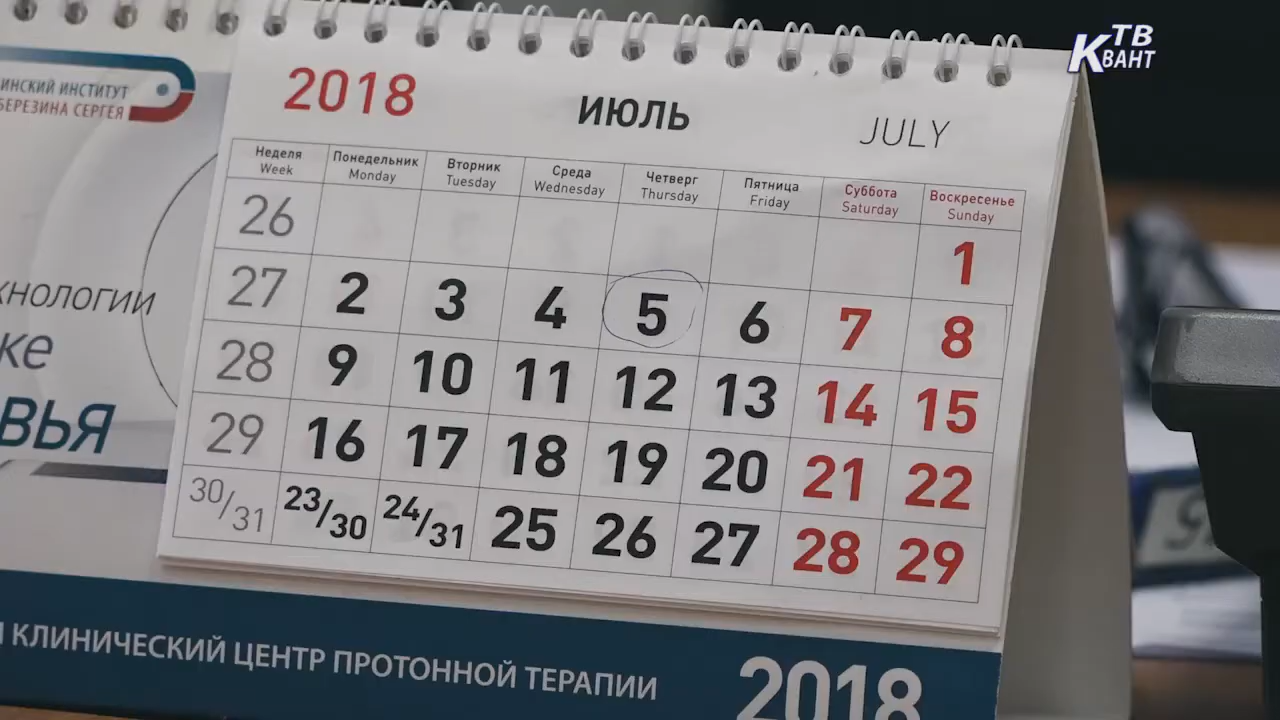 ТВ
КВАНТ
ИНСКИЙ ИНСТИТУТ
БЕРЕЗИНА СЕРГЕЯ
2018 ИЮЛЬ JULY
Неделя Понедельник Вторник Среда Четверг Пятница Суббота Воскресенье
Week Monday Tuesday Wednesday Thursday Friday Saturday Sunday
26 1
27 2 3 4 5 6 7 8
28 9 10 11 12 13 14 15
29 16 17 18 19 20 21 22
30/31 23/30 24/31 25 26 27 28 29
ХНОЛОГИИ
КЕ
ВЬЯ
КЛИНИЧЕСКИЙ ЦЕНТР ПРОТОННОЙ ТЕРАПИИ 2018